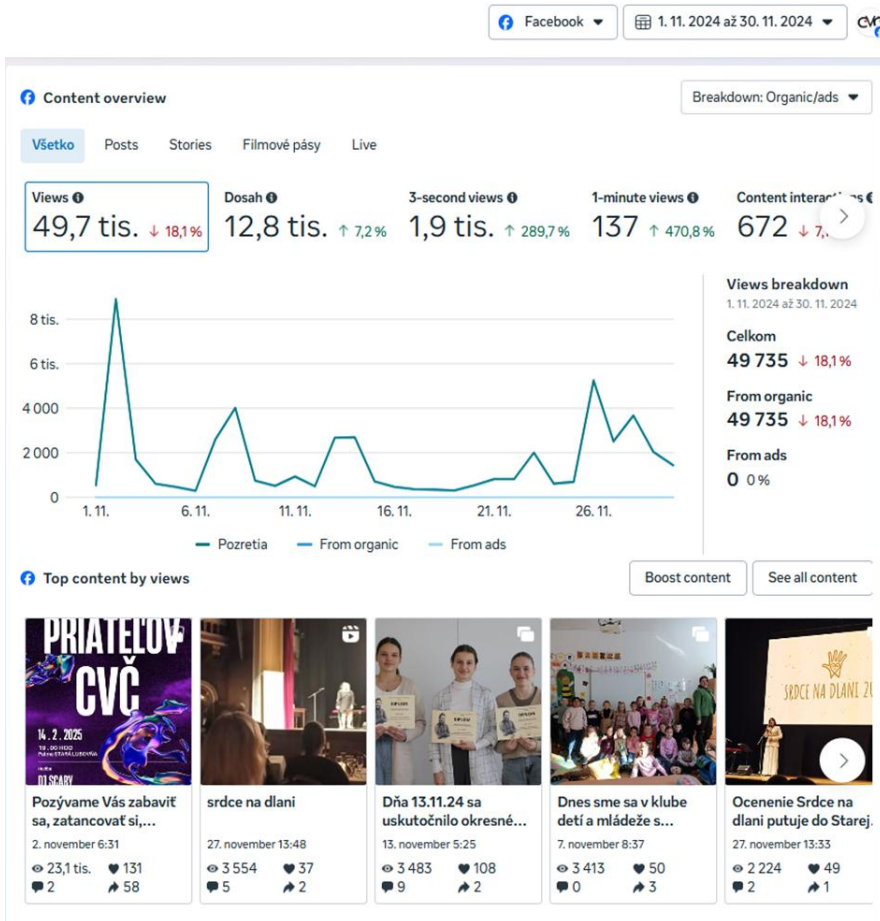 Facebook
1. 11. 2024 až 30. 11. 2024
Content overview
Breakdown: Organic/ads
Všetko Posts Stories Filmové pásy Live
Views Dosah 3-second views 1-minute views Content
49,7 tis. ↓ 18,1% 12,8 tis. ↑ 7,2% 1,9 tis. ↑ 289,7% 137 ↑ 470,8% 672 ↓
Views breakdown
1. 11. 2024 až 30. 11. 2024
Celkom
49 735 ↓ 18,1%
From organic
49 735 ↓ 18,1%
From ads
0 0%
8 tis.
6 tis.
4 000
2 000
0
1. 11. 6. 11. 11. 11. 16. 11. 21. 11. 26. 11.
Pozretia From organic From ads
Top content by views
Boost content See all content
PRIATEĽOV
CVČ
14. 2. 2025
DJ SCARY
Pozývame Vás zabaviť
sa, zatancovať si,...
2. november 6:31
23,1 tis. 131
2 58
srdce na dlani
27. november 13:48
3 554 37
5 2
DIPLOM
DIPLOM
DIPLOM
Dňa 13.11.24 sa
uskutočnilo okresné...
13. november 5:25
3 483 108
9 2
Dnes sme sa v klube
detí a mládeže s...
7. november 8:37
3 413 50
0 3
SRDCE NA DLANI
Ocenenie Srdce na
dlani putuje do Starej
27. november 13:33
2 224 49
2 1